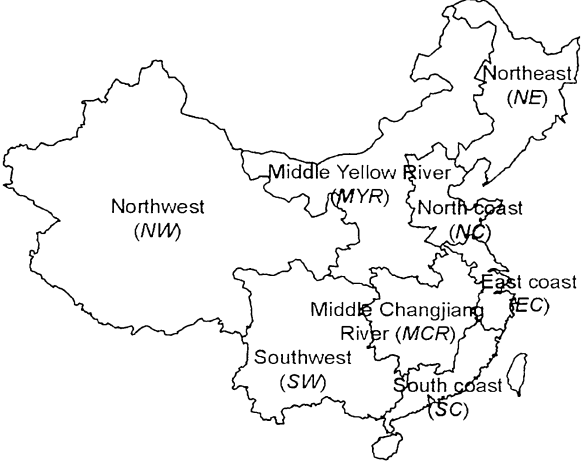 Northeast
(NE)
Middle Yellow River
(MYR)
Northwest
(NW)
North coast
(NC)
East coast
(EC)
Middle Changjiang
River (MCR)
Southwest
(SW)
South coast
(SC)